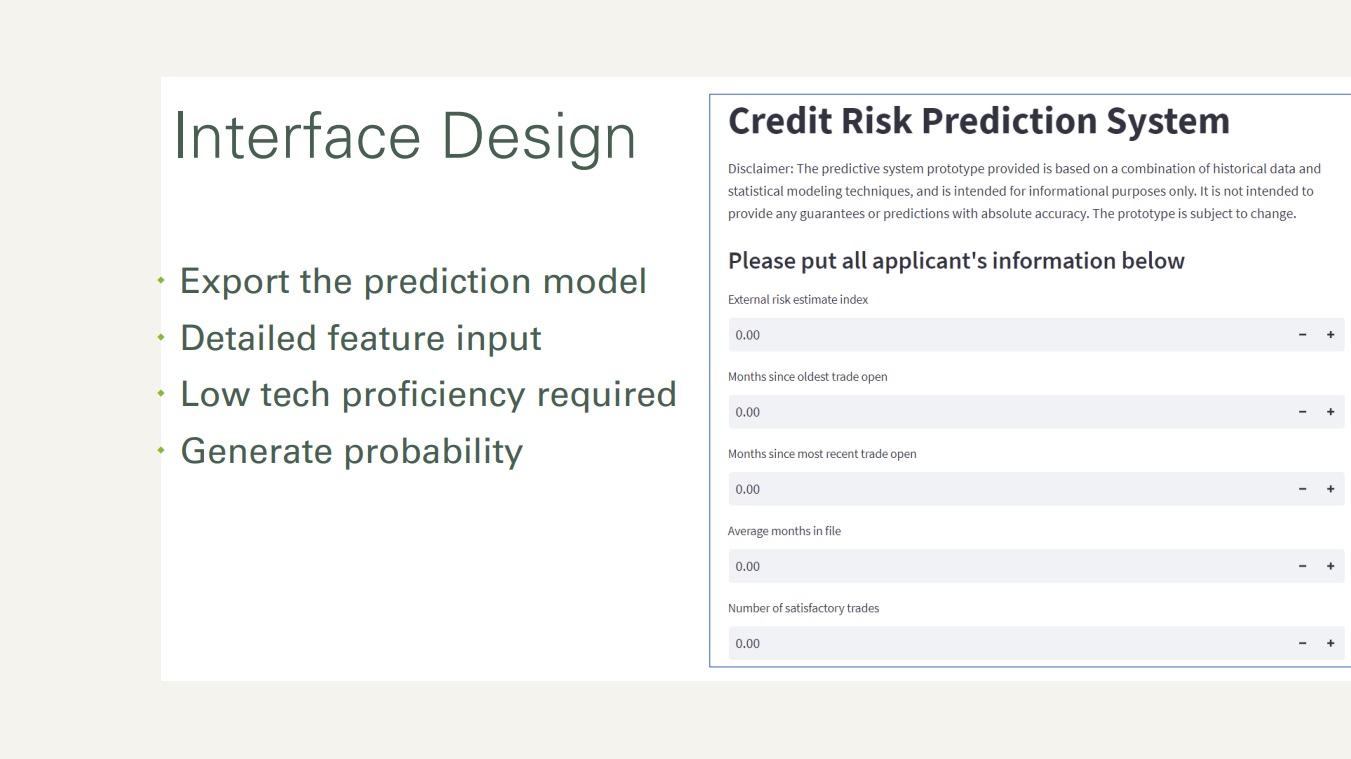 Interface Design
Export the prediction model
Detailed feature input
Low tech proficiency required
Generate probability
Credit Risk Prediction System
Disclaimer: The predictive system prototype provided is based on a combination of historical data and
statistical modeling techniques, and is intended for informational purposes only. It is not intended to
provide any guarantees or predictions with absolute accuracy. The prototype is subject to change.
Please put all applicant's information below
External risk estimate index
0.00
Months since oldest trade open
0.00
Months since most recent trade open
0.00
Average months in file
0.00
Number of satisfactory trades
0.00